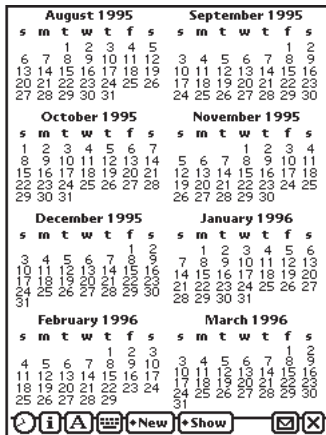 August 1995
s m t w t f s
1 2 3 4 5
6 7 8 9 10 11 12
13 14 15 16 17 18 19
20 21 22 23 24 25 26
27 28 29 30 31
September 1995
s m t w t f s
1 2
3 4 5 6 7 8 9
10 11 12 13 14 15 16
17 18 19 20 21 22 23
24 25 26 27 28 29 30
October 1995
s m t w t f s
1 2 3 4 5 6 7
8 9 10 11 12 13 14
15 16 17 18 19 20 21
22 23 24 25 26 27 28
29 30 31
November 1995
s m t w t f s
1 2 3 4
5 6 7 8 9 10 11
12 13 14 15 16 17 18
19 20 21 22 23 24 25
26 27 28 29 30
December 1995
s m t w t f s
1 2
3 4 5 6 7 8 9
10 11 12 13 14 15 16
17 18 19 20 21 22 23
24 25 26 27 28 29 30
31
January 1996
s m t w t f s
1 2 3 4 5 6
7 8 9 10 11 12 13
14 15 16 17 18 19 20
21 22 23 24 25 26 27
28 29 30 31
February 1996
s m t w t f s
1 2 3
4 5 6 7 8 9 10
11 12 13 14 15 16 17
18 19 20 21 22 23 24
25 26 27 28 29
March 1996
s m t w t f s
1 2
3 4 5 6 7 8 9
10 11 12 13 14 15 16
17 18 19 20 21 22 23
24 25 26 27 28 29 30
31
i A New Show